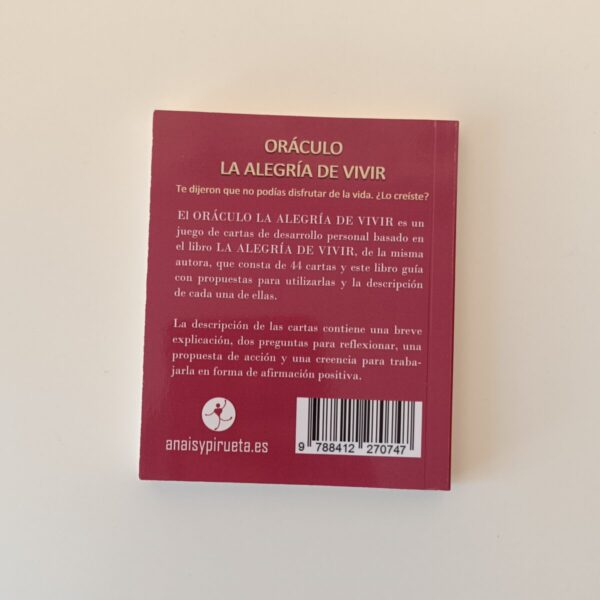 ORÁCULO
LA ALEGRÍA DE VIVIR
Te dijeron que no podías disfrutar de la vida. ¿Lo creíste?
El ORÁCULO LA ALEGRÍA DE VIVIR es un
juego de cartas de desarrollo personal basado en
el libro LA ALEGRÍA DE VIVIR, de la misma
autora, que consta de 44 cartas y este libro guía
con propuestas para utilizarlas y la descripción
de cada una de ellas.
La descripción de las cartas contiene una breve
explicación, dos preguntas para reflexionar, una
propuesta de acción y una creencia para traba-
jarla en forma de afirmación positiva.
anaisypirueta.es
9 788412 270747